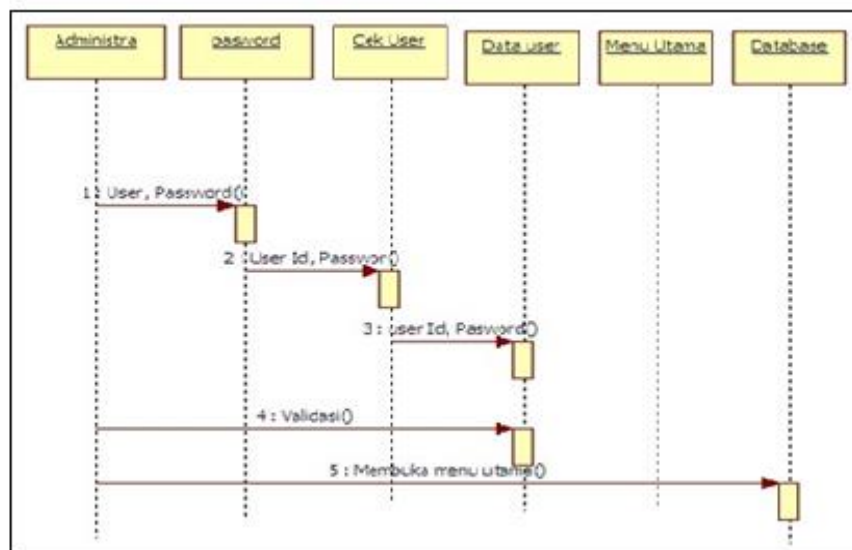 Administra
pasword
Cek User
Data user
Menu Utama
Database
1 : User, Password()
2 : User Id, Passwor()
3 : user Id, Pasword()
4 : Validasi()
5 : Membuka menu utama()